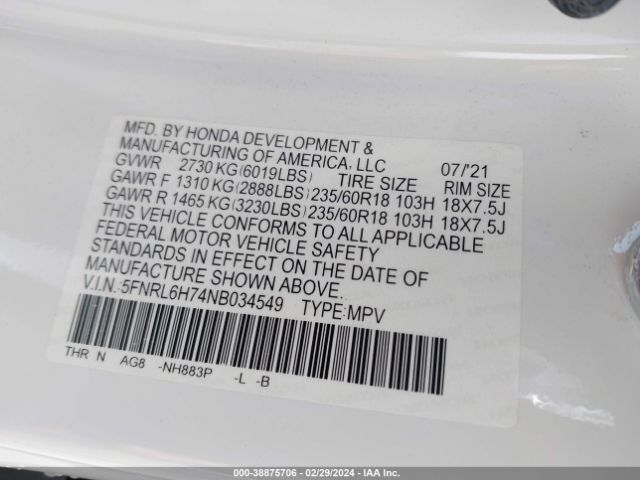 MFD. BY HONDA DEVELOPMENT &
MANUFACTURING OF AMERICA, LLC 07/'21
GVWR 2730 KG(6019LBS) TIRE SIZE RIM SIZE
GAWR F 1310 KG(2888LBS) 235/60R18 103H 18X7.5J
GAWR R 1465 KG(3230LBS) 235/60R18 103H 18X7.5J
THIS VEHICLE CONFORMS TO ALL APPLICABLE
FEDERAL MOTOR VEHICLE SAFETY
STANDARDS IN EFFECT ON THE DATE OF
MANUFACTURE SHOWN ABOVE.
V.I.N.:5FNRL6H74NB034549 TYPE:MPV
THR N AG8 -NH883P -L -B
000-38875706 - 02/29/2024 - IAA Inc.